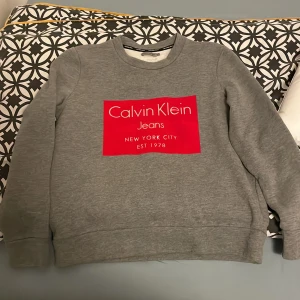 Calvin Klein
Jeans
NEW YORK CITY
EST 1978